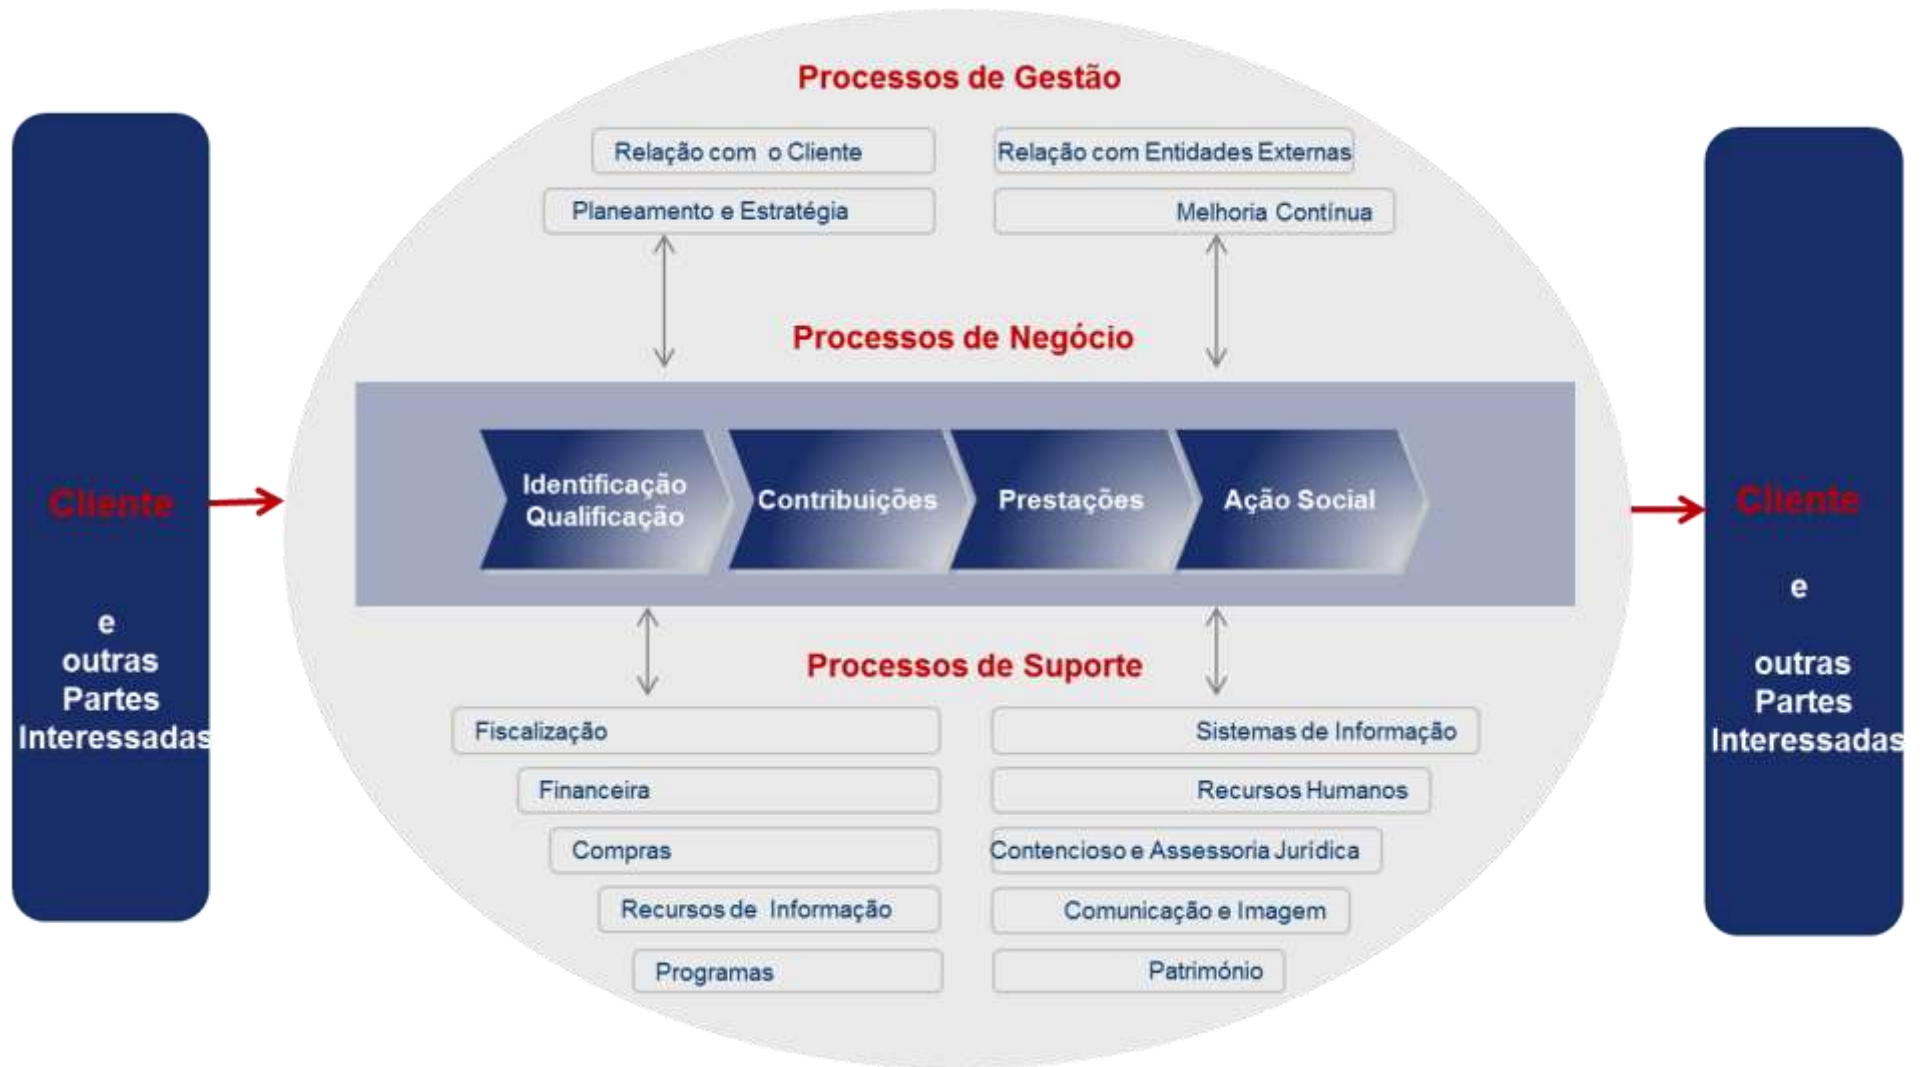 Processos de Gestão
Relação com o Cliente
Relação com Entidades Externas
Planeamento e Estratégia
Melhoria Contínua
Processos de Negócio
Cliente
e
outras
Partes
Interessadas
Identificação
Qualificação
Contribuições
Prestações
Ação Social
Cliente
e
outras
Partes
Interessadas
Processos de Suporte
Fiscalização
Sistemas de Informação
Financeira
Recursos Humanos
Compras
Contencioso e Assessoria Jurídica
Recursos de Informação
Comunicação e Imagem
Programas
Património